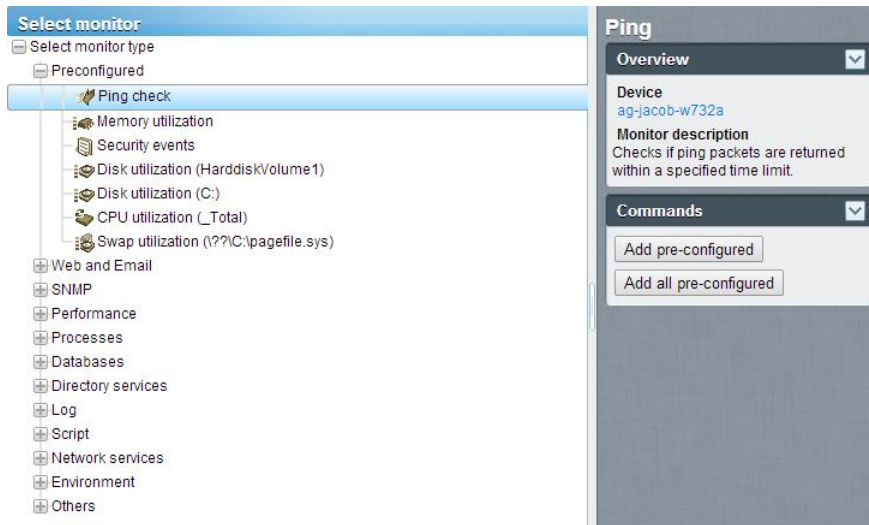 Select monitor
Select monitor type
Preconfigured
Ping check
Memory utilization
Security events
Disk utilization (HarddiskVolume1)
Disk utilization (C:)
CPU utilization (_Total)
Swap utilization (\??\C:\pagefile.sys)
Web and Email
SNMP
Performance
Processes
Databases
Directory services
Log
Script
Network services
Environment
Others
Ping
Overview
Device
ag-jacob-w732a
Monitor description
Checks if ping packets are returned
within a specified time limit.
Commands
Add pre-configured
Add all pre-configured